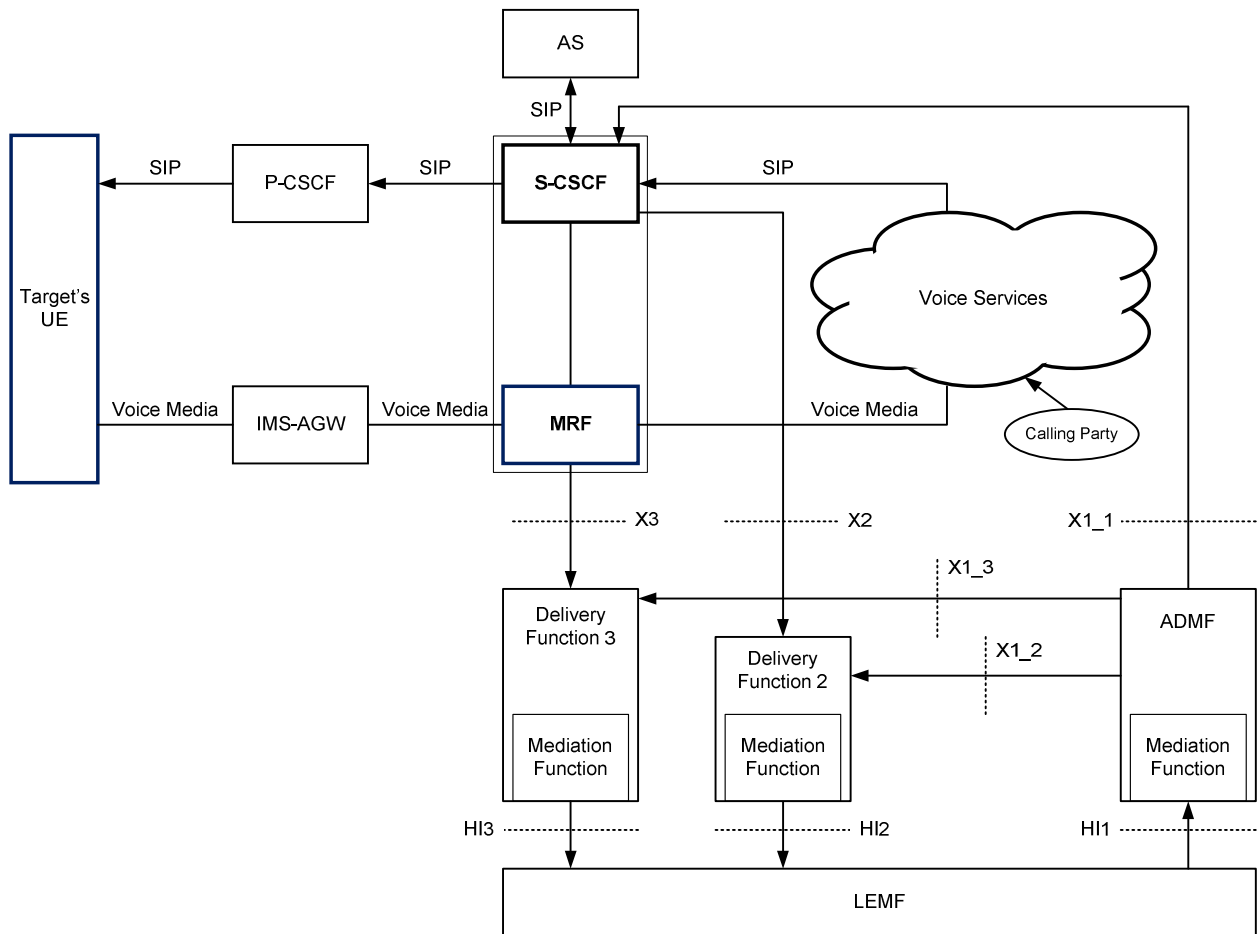 AS
SIP
SIP
P-CSCF
SIP
S-CSCF
SIP
Target's
UE
Voice Services
Voice Media
IMS-AGW
Voice Media
MRF
Voice Media
Calling Party
X3
X2
X1_1
X1_3
Delivery
Function 3
ADMF
X1_2
Delivery
Function 2
Mediation
Function
Mediation
Function
Mediation
Function
HI3
HI2
HI1
LEMF